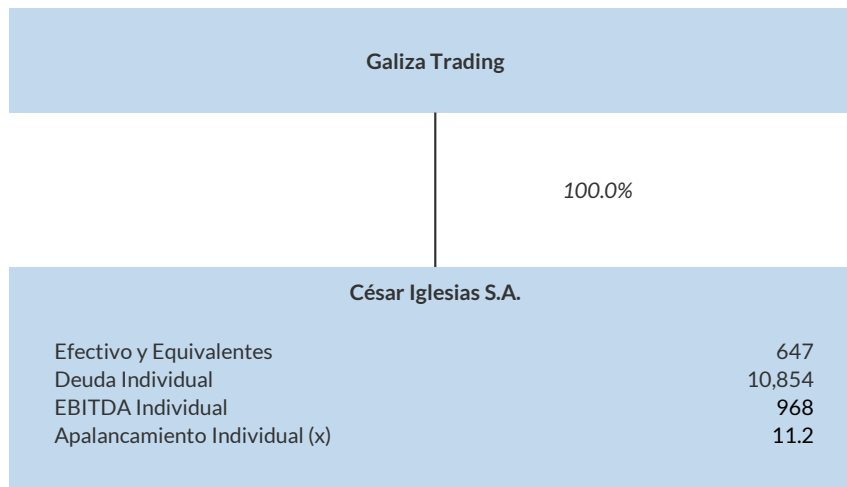 Galiza Trading
100.0%
César Iglesias S.A.
Efectivo y Equivalentes 647
Deuda Individual 10,854
EBITDA Individual 968
Apalancamiento Individual (x) 11.2